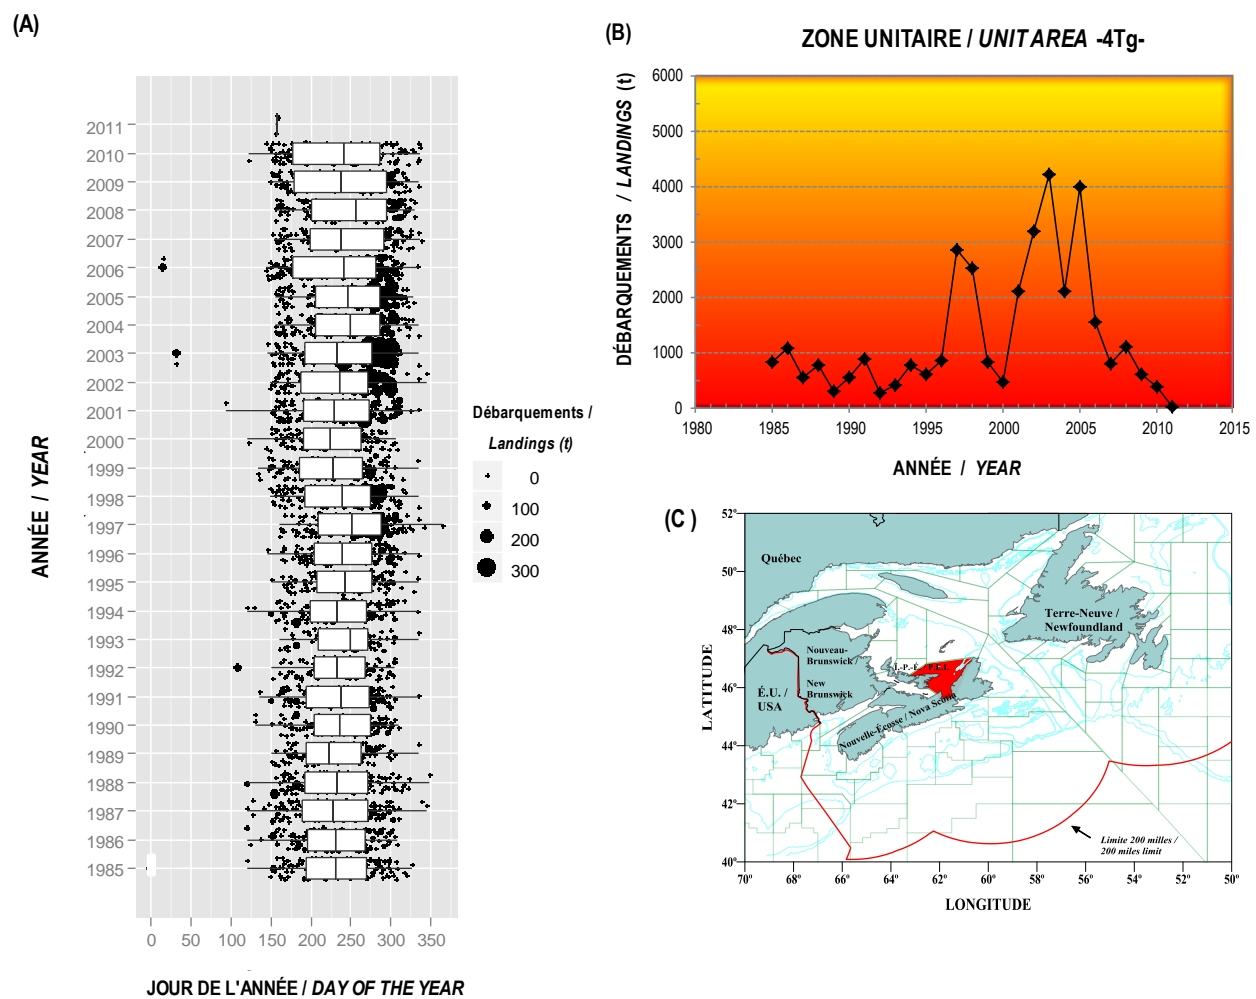 (A)
2011
2010
2009
2008
2007
2006
2005
2004
2003
2002
2001
2000
1999
1998
1997
1996
1995
1994
1993
1992
1991
1990
1989
1988
1987
1986
1985
ANNÉE / YEAR
0 50 100 150 200 250 300 350
JOUR DE L'ANNÉE / DAY OF THE YEAR
Débarquements /
Landings (t)
0
100
200
300
(B)
ZONE UNITAIRE / UNIT AREA -4Tg-
DÉBARQUEMENTS / LANDINGS (t)
6000
5000
4000
3000
2000
1000
0
1980 1985 1990 1995 2000 2005 2010 2015
ANNÉE / YEAR
(C)
52°
50°
48°
46°
44°
42°
40°
LATITUDE
Québec
Terre-Neuve /
Newfoundland
Nouveau-
Brunswick /
New
Brunswick
Î.-P.-É. / P.E.I.
É.U. /
USA
Nouvelle-Écosse / Nova Scotia
Limite 200 milles /
200 miles limit
70° 68° 66° 64° 62° 60° 58° 56° 54° 52° 50°
LONGITUDE